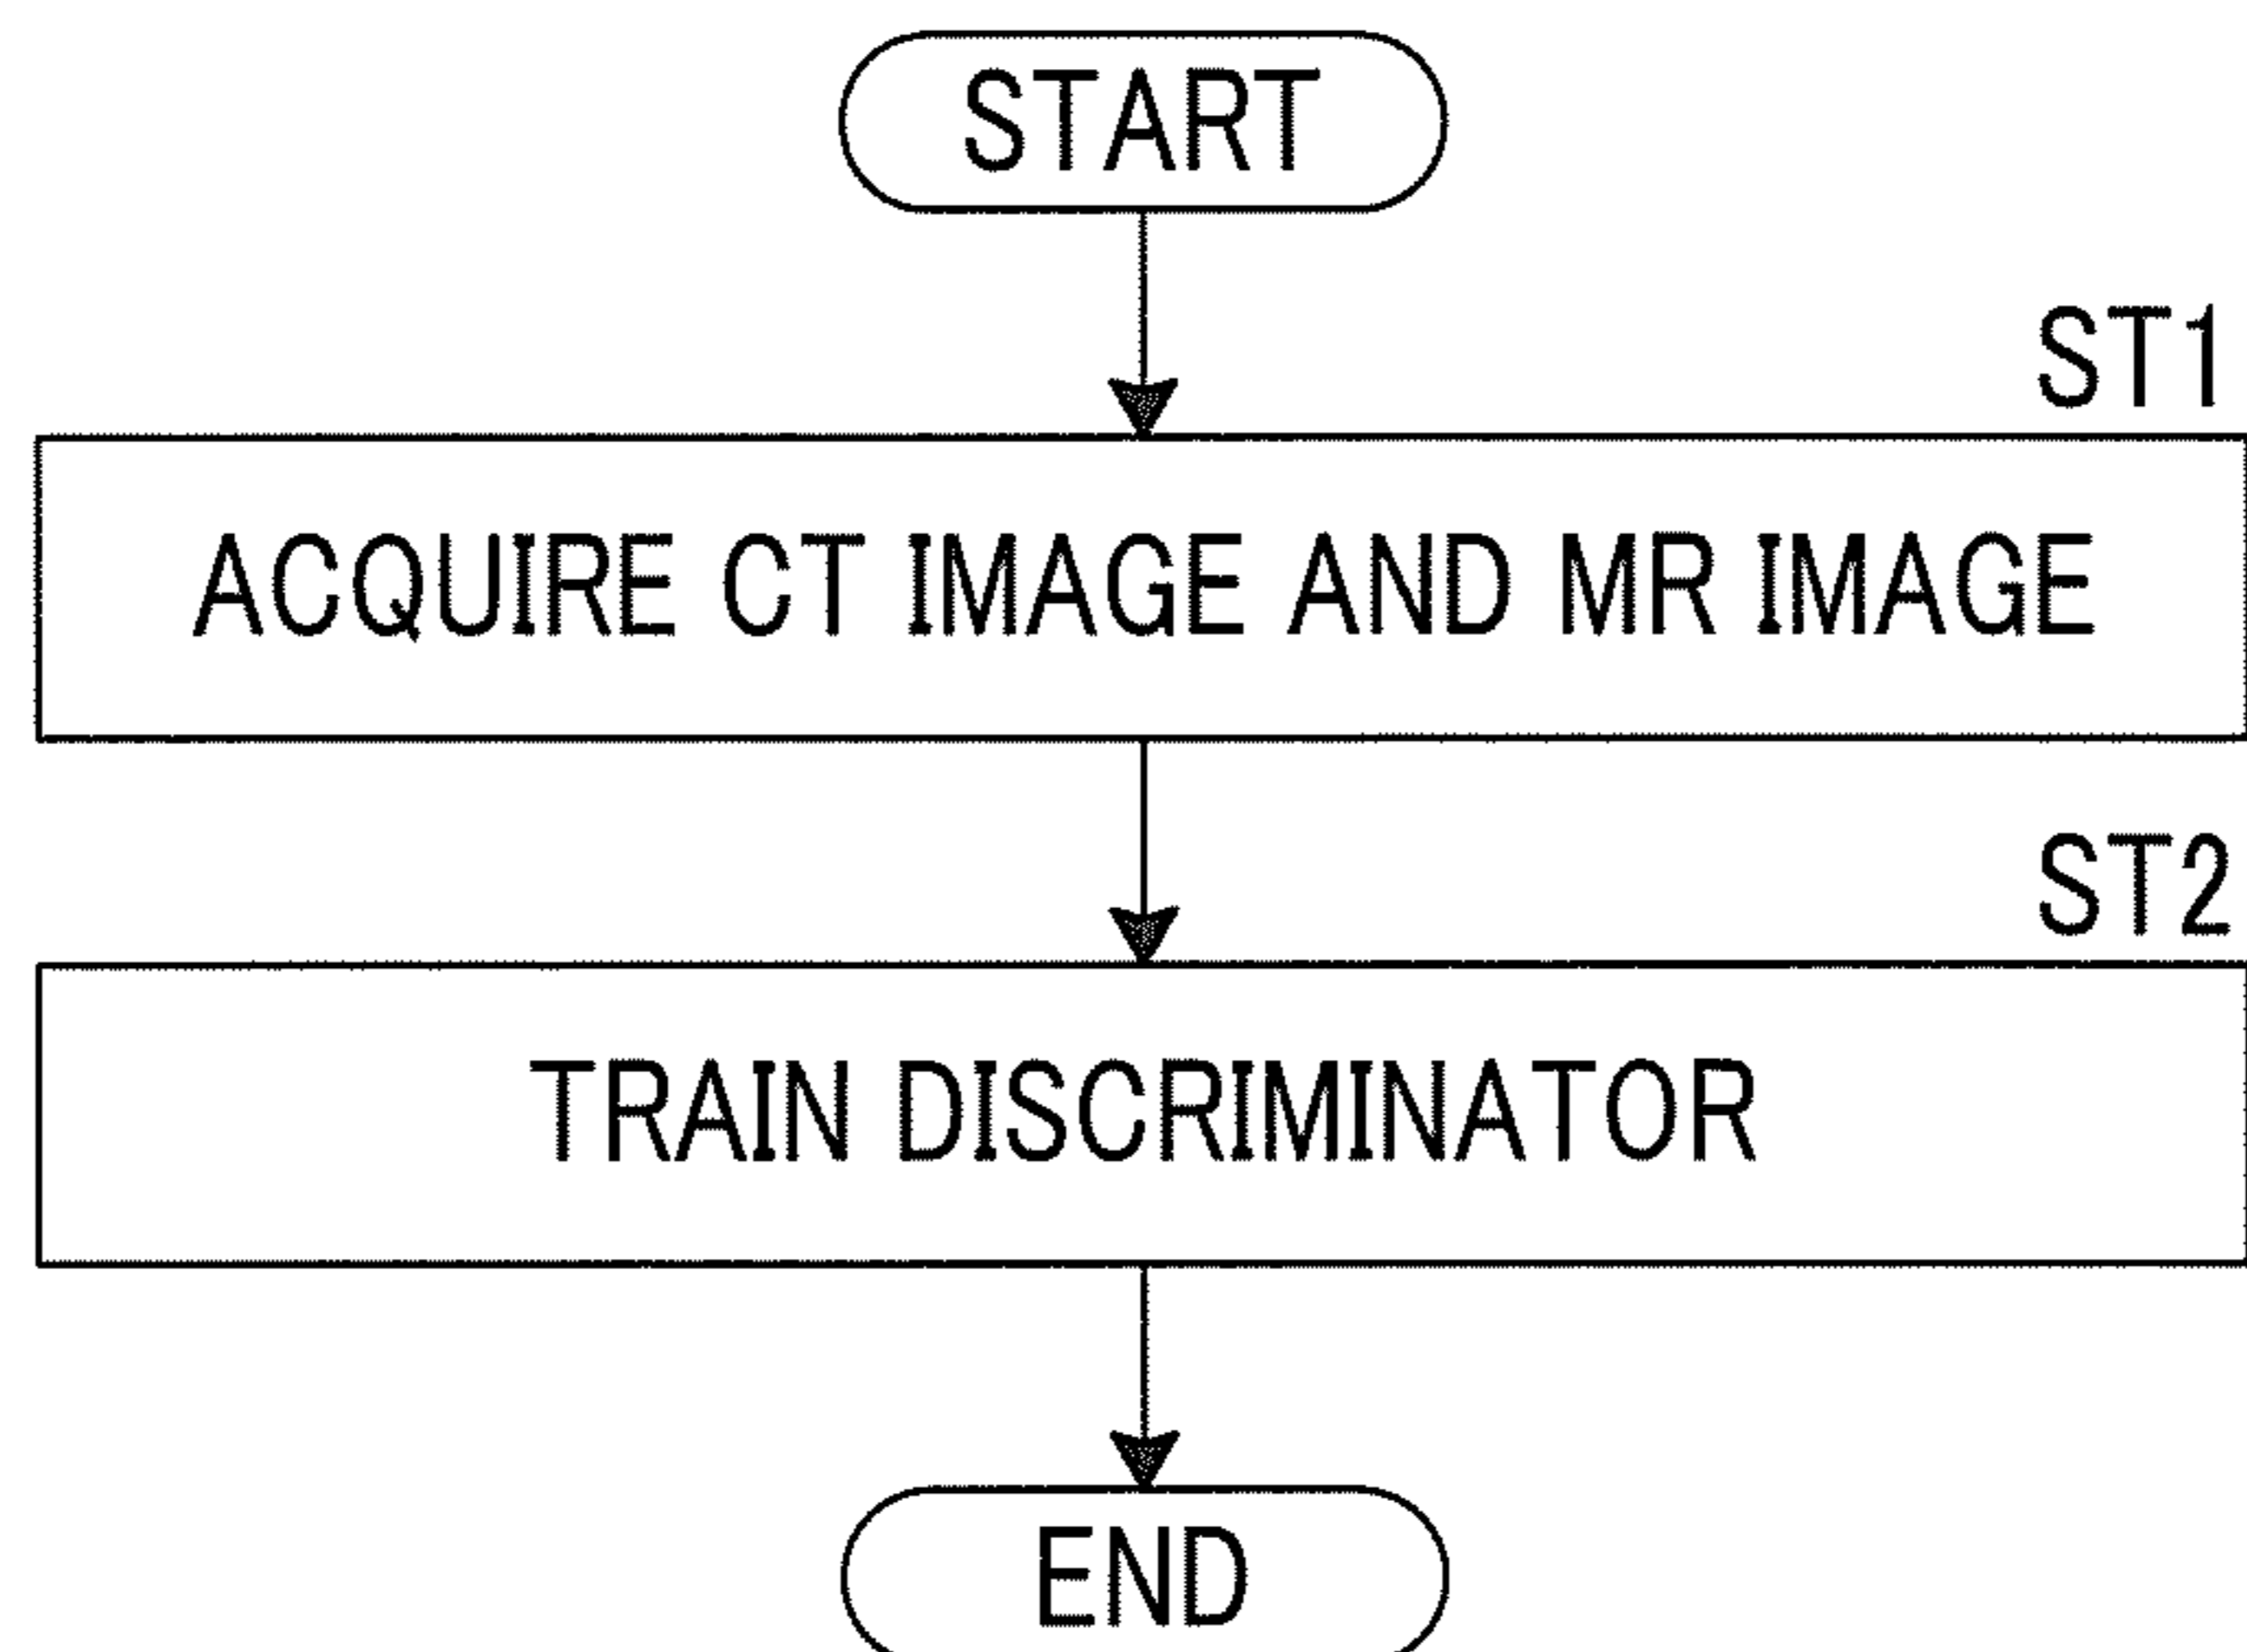 START
ST1
ACQUIRE CT IMAGE AND MR IMAGE
ST2
TRAIN DISCRIMINATOR
END